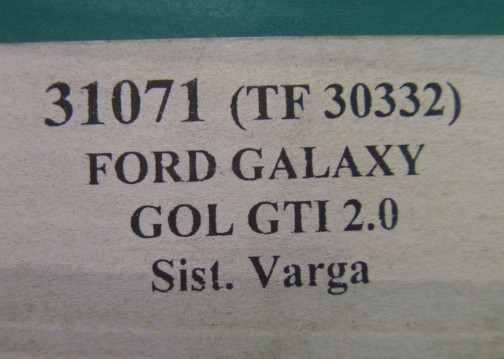 31071 (TF 30332)
FORD GALAXY
GOL GTI 2.0
Sist. Varga